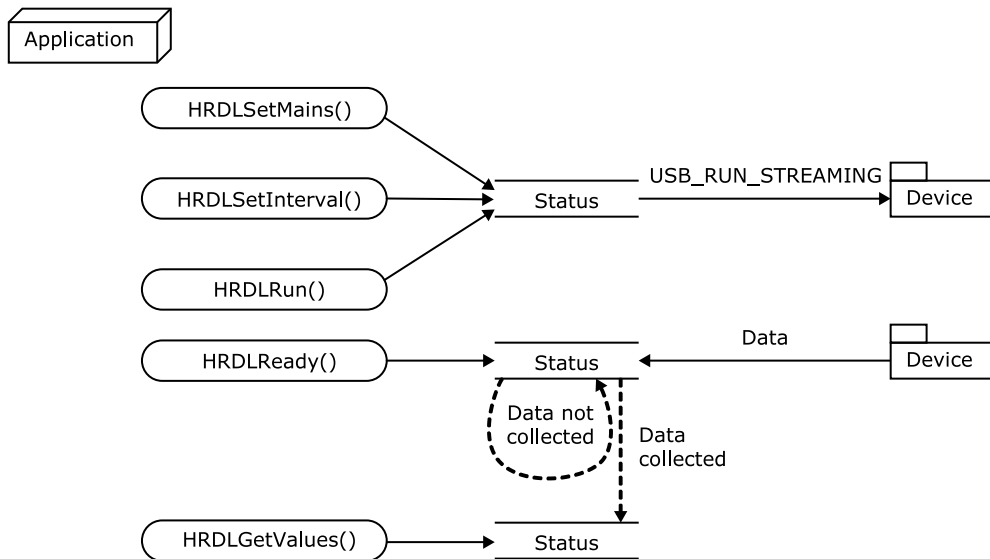 Application
HRDLSetMains()
HRDLSetInterval()
Status
USB_RUN_STREAMING
Device
HRDLRun()
HRDLReady()
Status
Data
Device
Data not
collected
Data
collected
HRDLGetValues()
Status